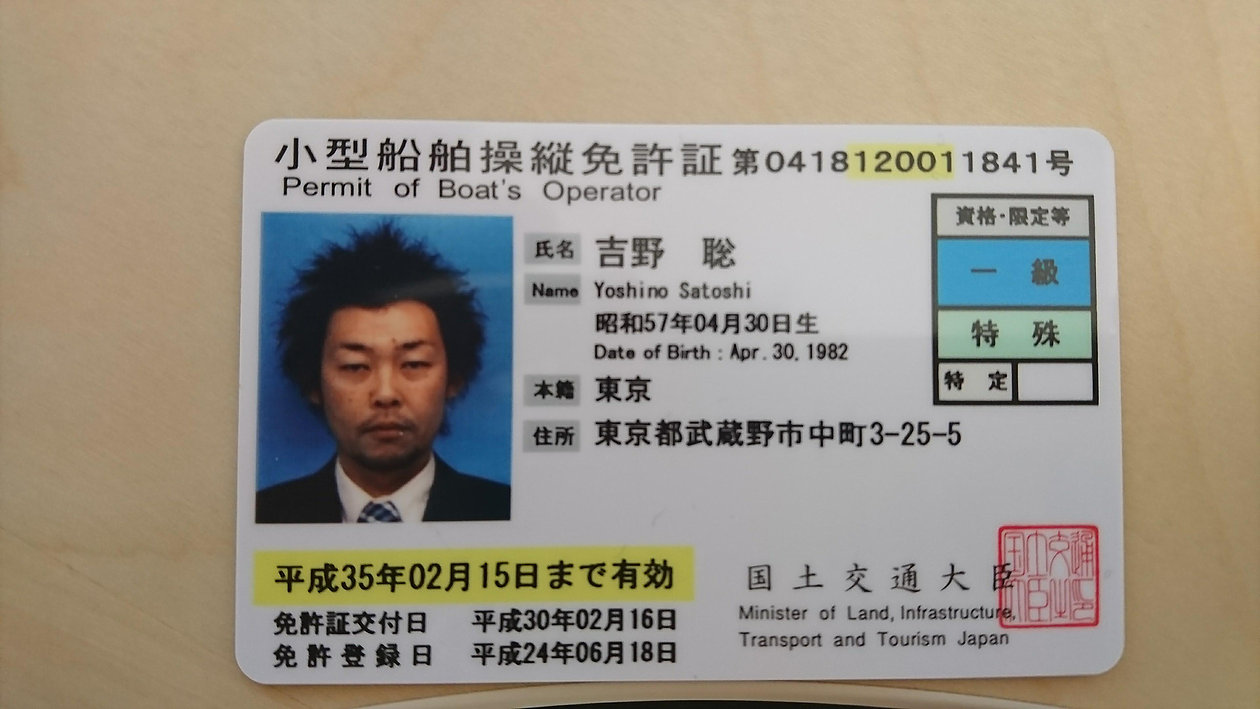 小型船舶操縦免許証 第04181200118​41号
Permit of Boat's Operator
資格・限定等
一 級
特 殊
特 定
氏名 吉野 聡
Name Yoshino Satoshi
昭和57年04月30日生
Date of Birth : Apr. 30, 1982
本籍 東京
住所 東京都武蔵野市中町3-25-5
平成35年02月15日まで有効
免許証交付日 平成30年02月16日
免許登録日 平成24年06月18日
国土交通大臣
Minister of Land, Infrastructure,
Transport and Tourism Japan